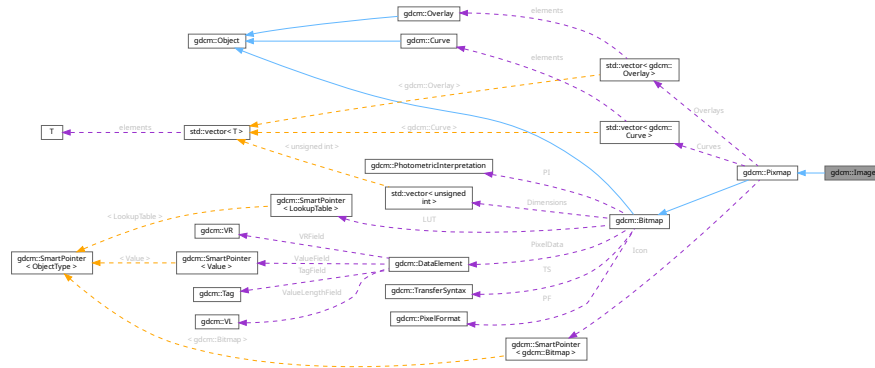 gdcm::Overlay
elements
gdcm::Object
gdcm::Curve
elements
std::vector< gdcm::
Overlay >
< gdcm::Overlay >
Overlays
T
elements
std::vector< T >
< gdcm::Curve >
std::vector< gdcm::
Curve >
Curves
< unsigned int >
gdcm::PhotometricInterpretation
PI
gdcm::Pixmap
gdcm::Image
std::vector< unsigned
int >
Dimensions
gdcm::SmartPointer
< LookupTable >
< LookupTable >
LUT
gdcm::Bitmap
gdcm::VR
VRField
PixelData
Icon
gdcm::SmartPointer
< ObjectType >
< Value >
gdcm::SmartPointer
< Value >
ValueField
gdcm::DataElement
TagField
TS
gdcm::Tag
ValueLengthField
gdcm::TransferSyntax
PF
gdcm::VL
gdcm::PixelFormat
< gdcm::Bitmap >
gdcm::SmartPointer
< gdcm::Bitmap >